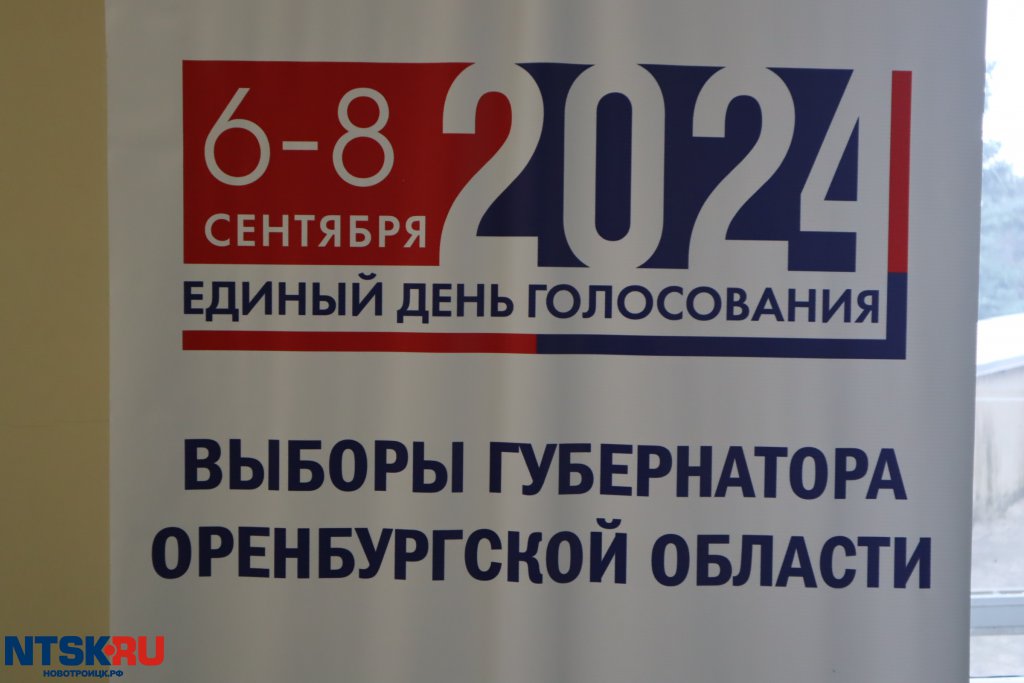 6-8 2024
СЕНТЯБРЯ
ЕДИНЫЙ ДЕНЬ ГОЛОСОВАНИЯ
ВЫБОРЫ ГУБЕРНАТОРА
ОРЕНБУРГСКОЙ ОБЛАСТИ
NTSK.RU
НОВОТРОИЦК.РФ